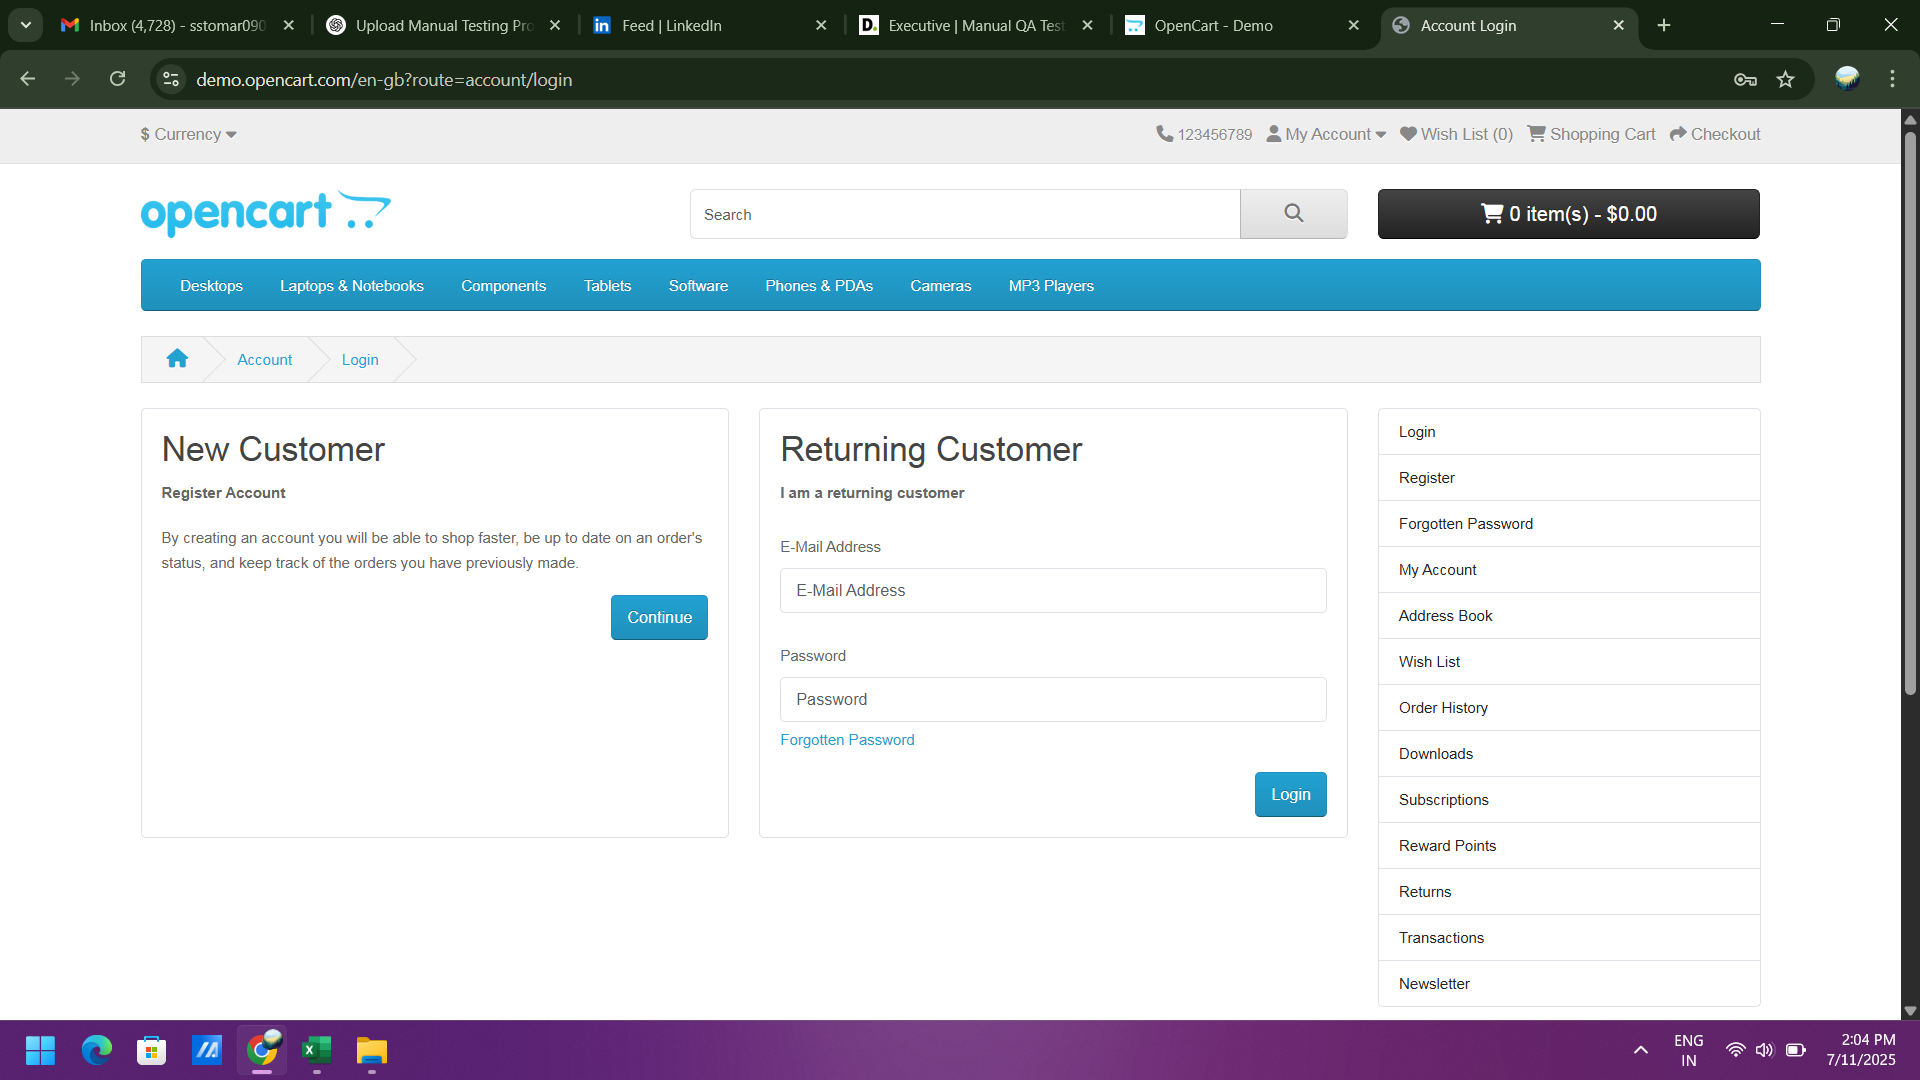 Inbox (4,728) - sstomar090
Upload Manual Testing Pro
Feed | LinkedIn
Executive | Manual QA Test
OpenCart - Demo
Account Login
demo.opencart.com/en-gb?route=account/login
$ Currency
123456789
My Account
Wish List (0)
Shopping Cart
Checkout
opencart
Search
0 item(s) - $0.00
Desktops
Laptops & Notebooks
Components
Tablets
Software
Phones & PDAs
Cameras
MP3 Players
Account
Login
New Customer
Register Account
By creating an account you will be able to shop faster, be up to date on an order's
status, and keep track of the orders you have previously made.
Continue
Returning Customer
I am a returning customer
E-Mail Address
E-Mail Address
Password
Password
Forgotten Password
Login
Login
Register
Forgotten Password
My Account
Address Book
Wish List
Order History
Downloads
Subscriptions
Reward Points
Returns
Transactions
Newsletter
ENG
IN
2:04 PM
7/11/2025